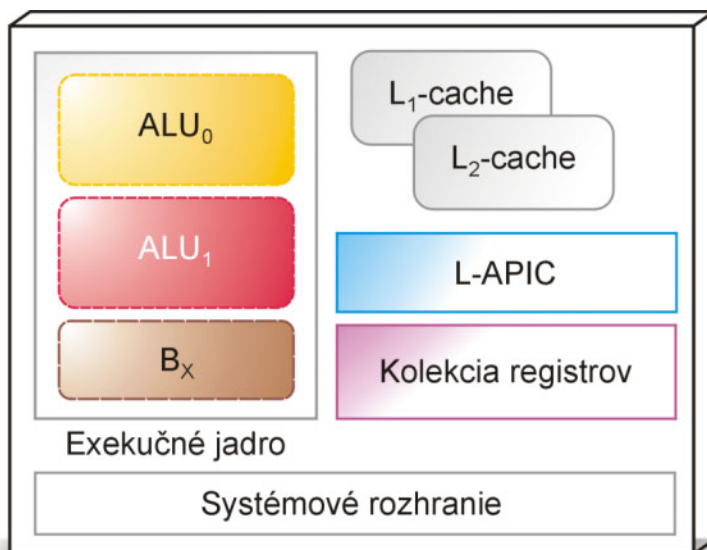 ALU₀
ALU₁
Bₓ
Exekučné jadro
L₁-cache
L₂-cache
L-APIC
Kolekcia registrov
Systémové rozhranie